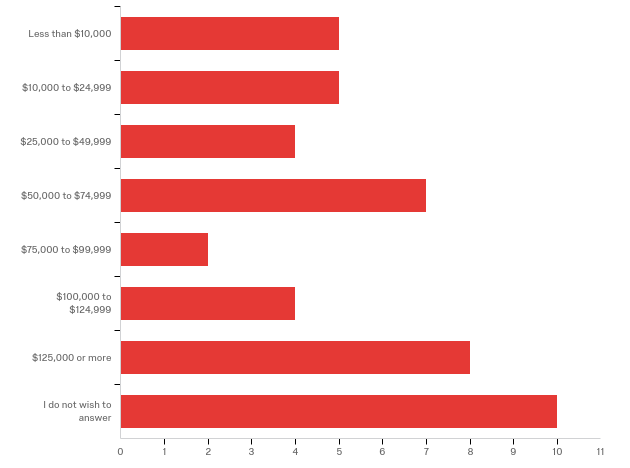 Less than $10,000
$10,000 to $24,999
$25,000 to $49,999
$50,000 to $74,999
$75,000 to $99,999
$100,000 to
$124,999
$125,000 or more
I do not wish to
answer
0 1 2 3 4 5 6 7 8 9 10 11